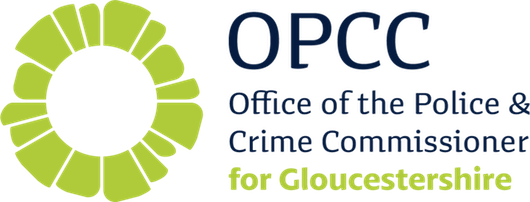 OPCC
Office of the Police &
Crime Commissioner
for Gloucestershire